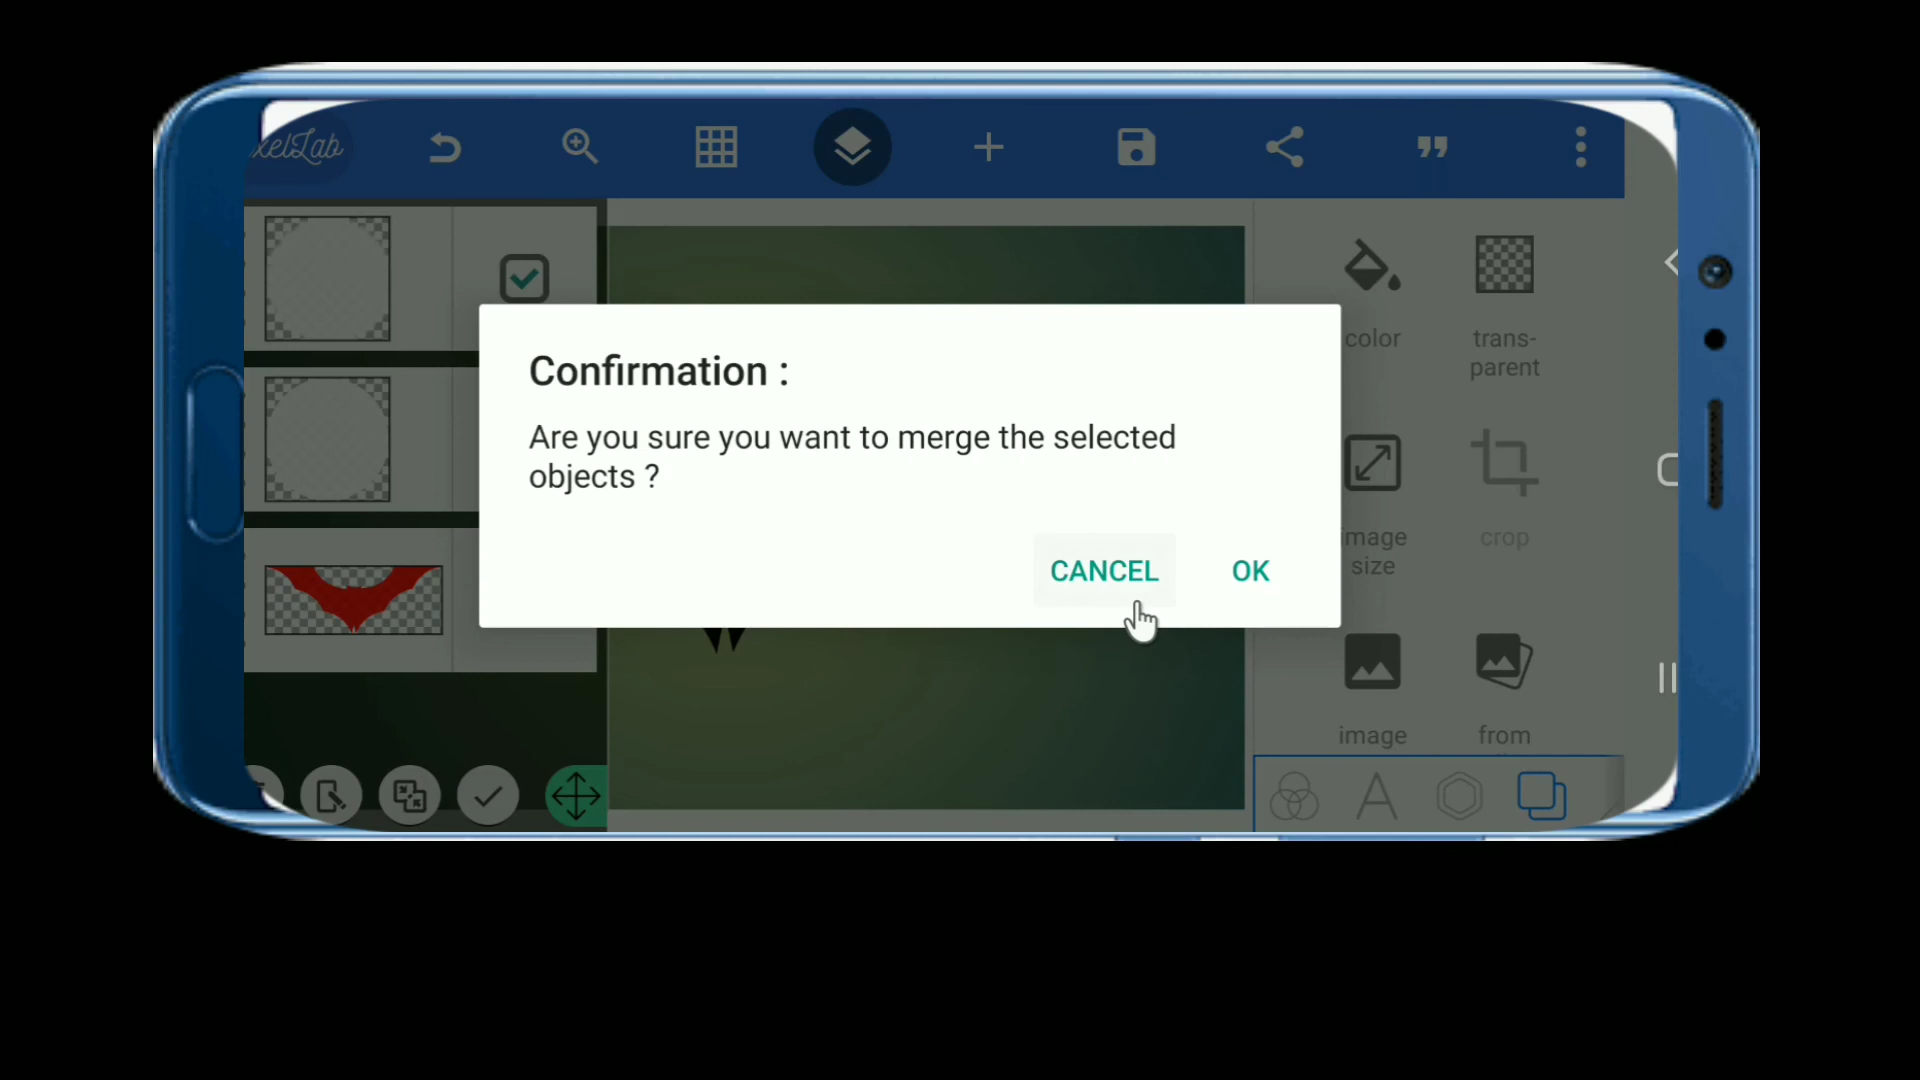 xelLab
Confirmation :
Are you sure you want to merge the selected
objects ?
CANCEL
OK
color
trans-
parent
image
size
crop
image
from